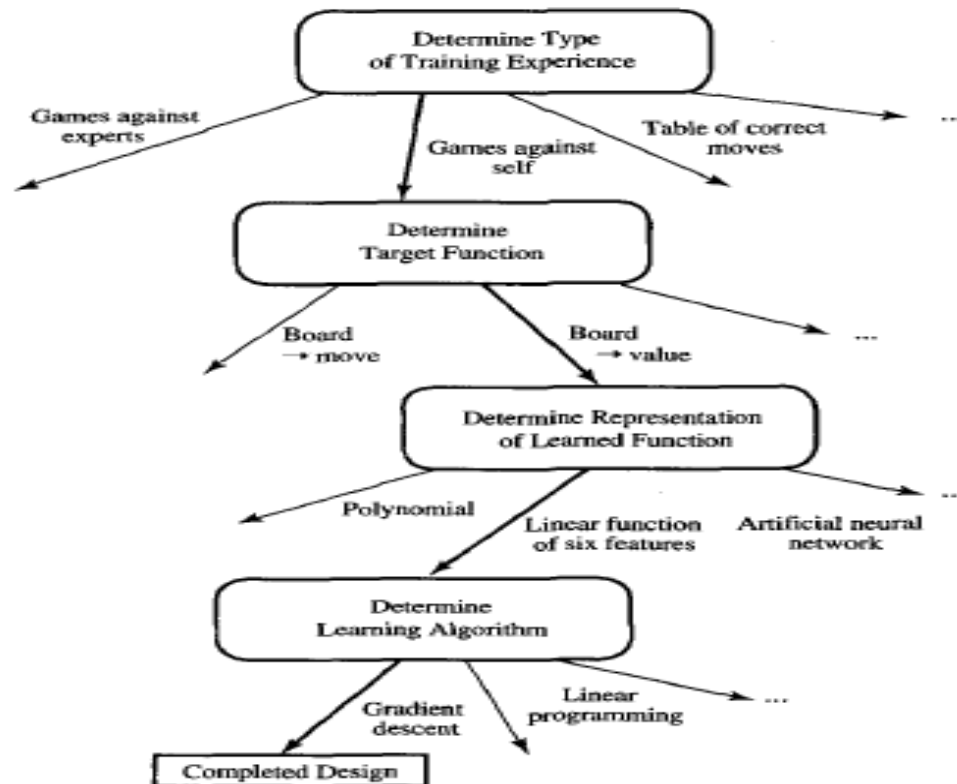 Determine Type
of Training Experience
Games against
experts
Games against
self
Table of correct
moves
...
Determine
Target Function
Board
→ move
Board
→ value
...
Determine Representation
of Learned Function
Polynomial
Linear function
of six features
Artificial neural
network
...
Determine
Learning Algorithm
Gradient
descent
Linear
programming
...
Completed Design